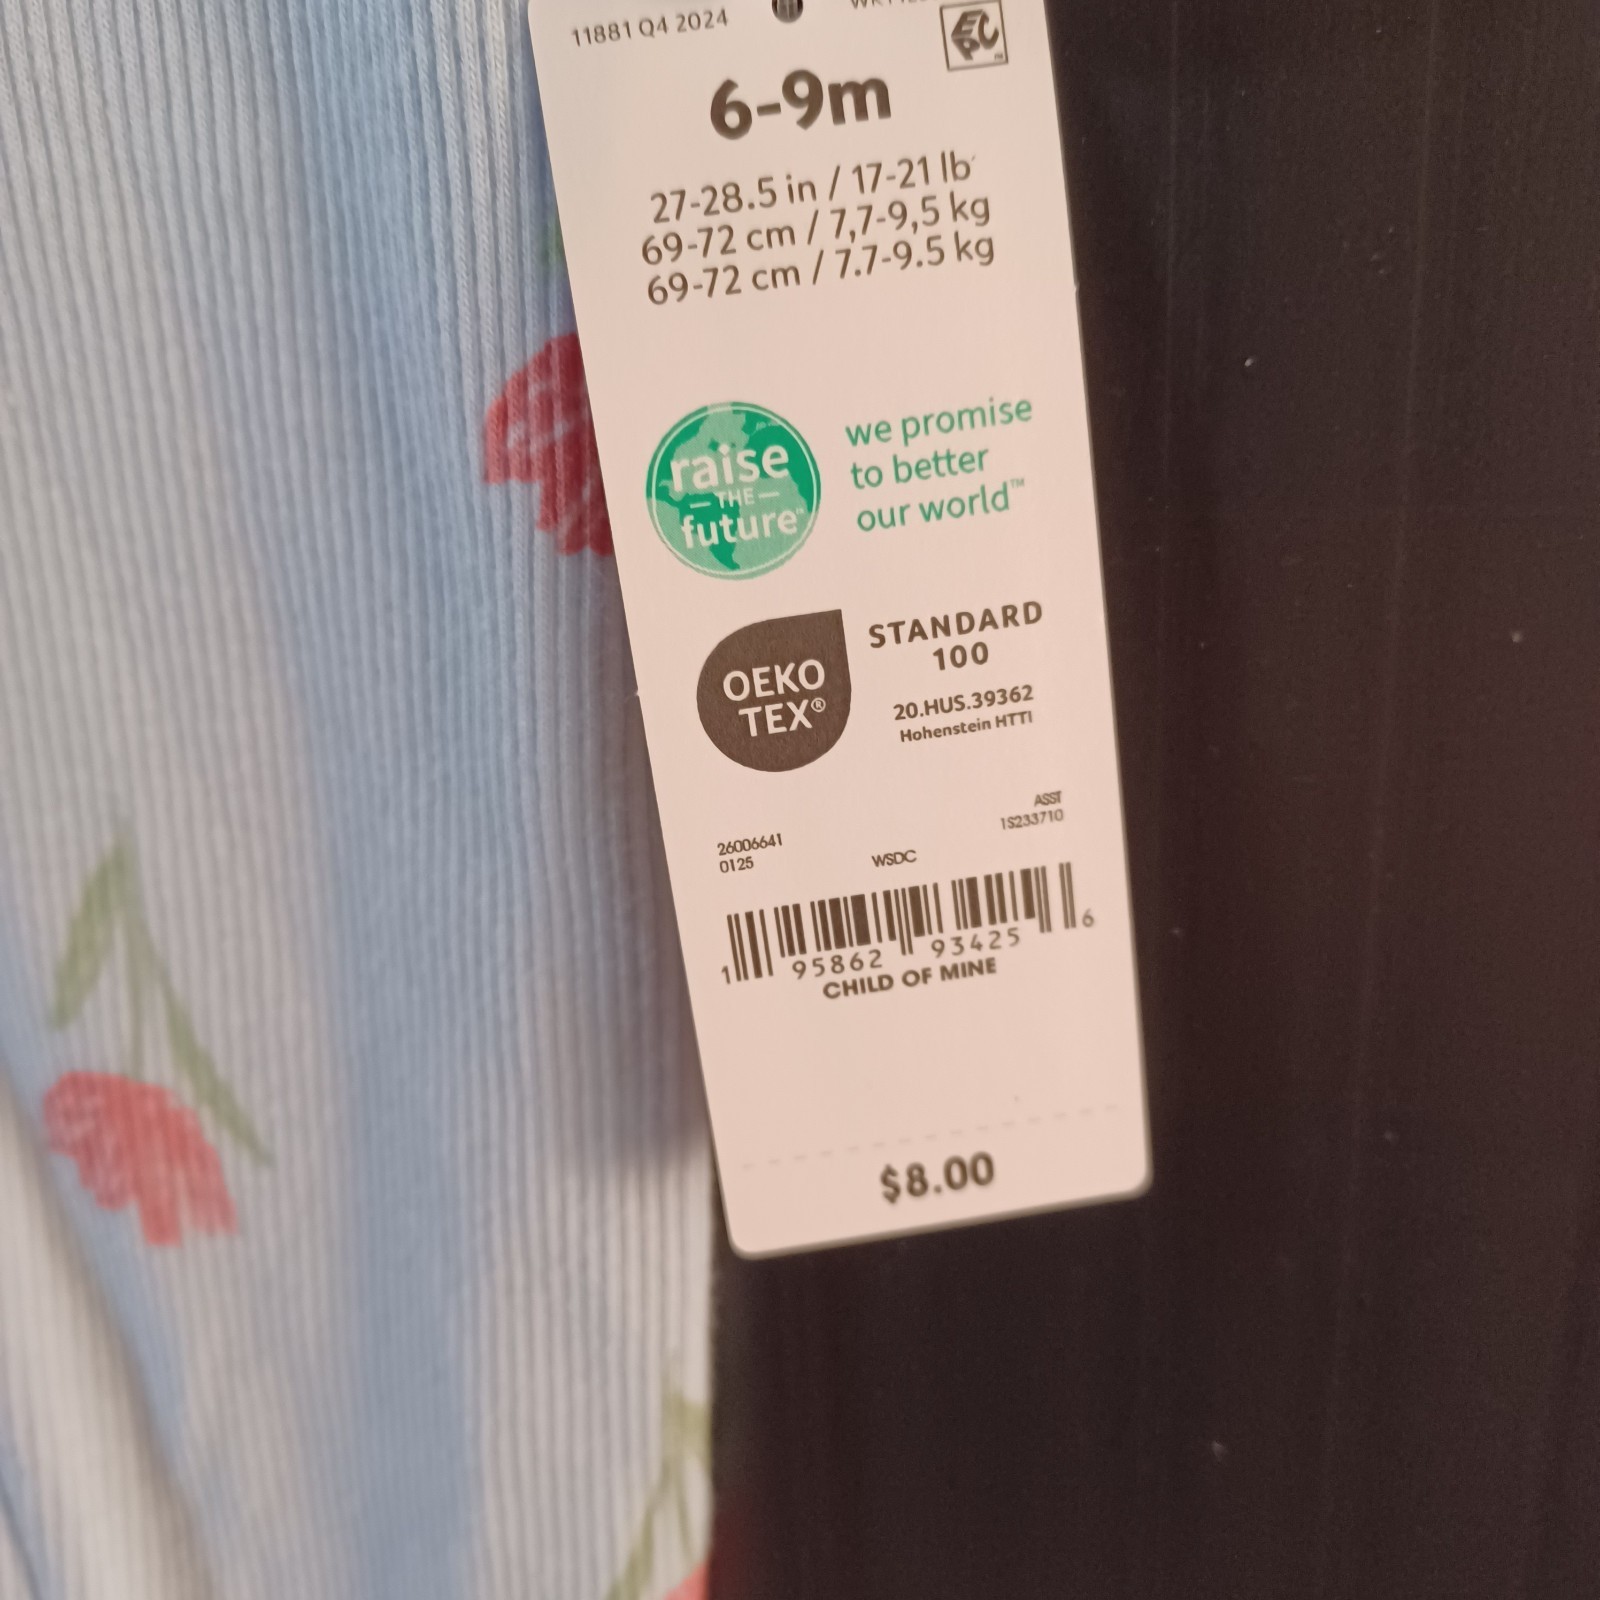 11881 Q4 2024
EPC
6-9m
27-28.5 in / 17-21 lb
69-72 cm / 7,7-9,5 kg
69-72 cm / 7.7-9.5 kg
raise
THE
future™
we promise
to better
our world™
OEKO
TEX®
STANDARD
100
20.HUS.39362
Hohenstein HTTI
ASST
1S233710
26006641
0125
WSDC
1 95862 93425 6
CHILD OF MINE
$8.00